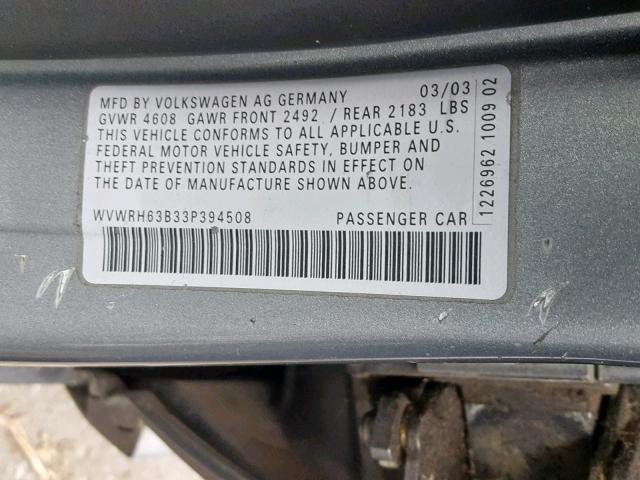 MFD BY VOLKSWAGEN AG GERMANY 03/03
GVWR 4608 GAWR FRONT 2492 / REAR 2183 LBS
THIS VEHICLE CONFORMS TO ALL APPLICABLE U.S.
FEDERAL MOTOR VEHICLE SAFETY, BUMPER AND
THEFT PREVENTION STANDARDS IN EFFECT ON
THE DATE OF MANUFACTURE SHOWN ABOVE.
WVWRH63B33P394508 PASSENGER CAR
1226962 1009 02